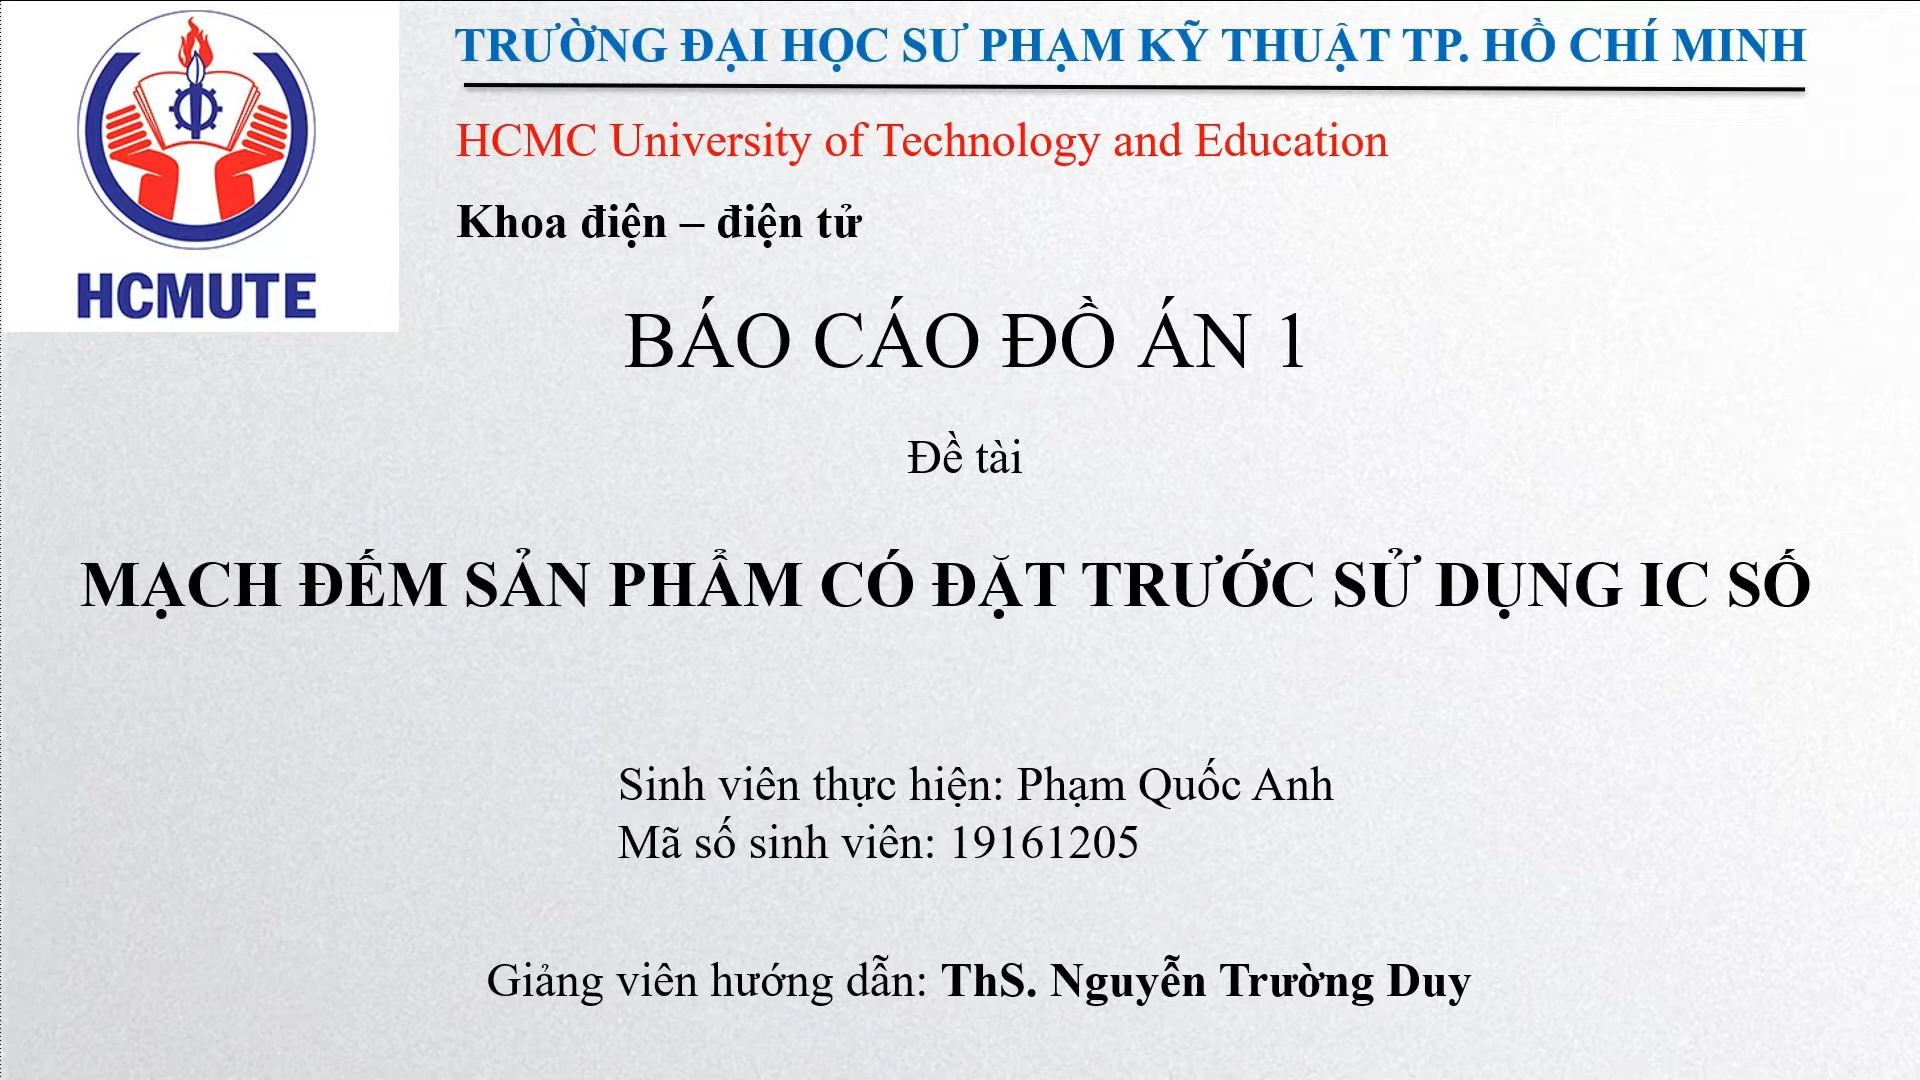 TRƯỜNG ĐẠI HỌC SƯ PHẠM KỸ THUẬT TP. HỒ CHÍ MINH
HCMC University of Technology and Education
Khoa điện – điện tử
HCMUTE
BÁO CÁO ĐỒ ÁN 1
Đề tài
MẠCH ĐẾM SẢN PHẨM CÓ ĐẶT TRƯỚC SỬ DỤNG IC SỐ
Sinh viên thực hiện: Phạm Quốc Anh
Mã số sinh viên: 19161205
Giảng viên hướng dẫn: ThS. Nguyễn Trường Duy